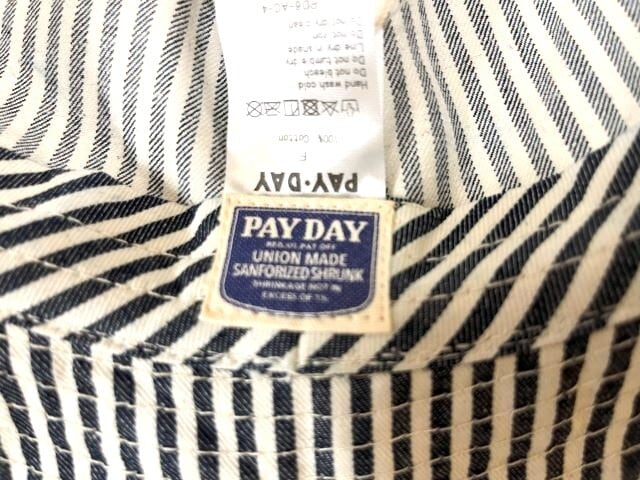 PAY·DAY
F
100% Cotton
Hand wash cold
Do not bleach
Do not tumble dry
Line dry in shade
Do not iron
Do not dry clean
PAY DAY
REG.US.PAT OFF
UNION MADE
SANFORIZED SHRUNK
SHRINKAGE NOT IN
EXCESS OF 1%